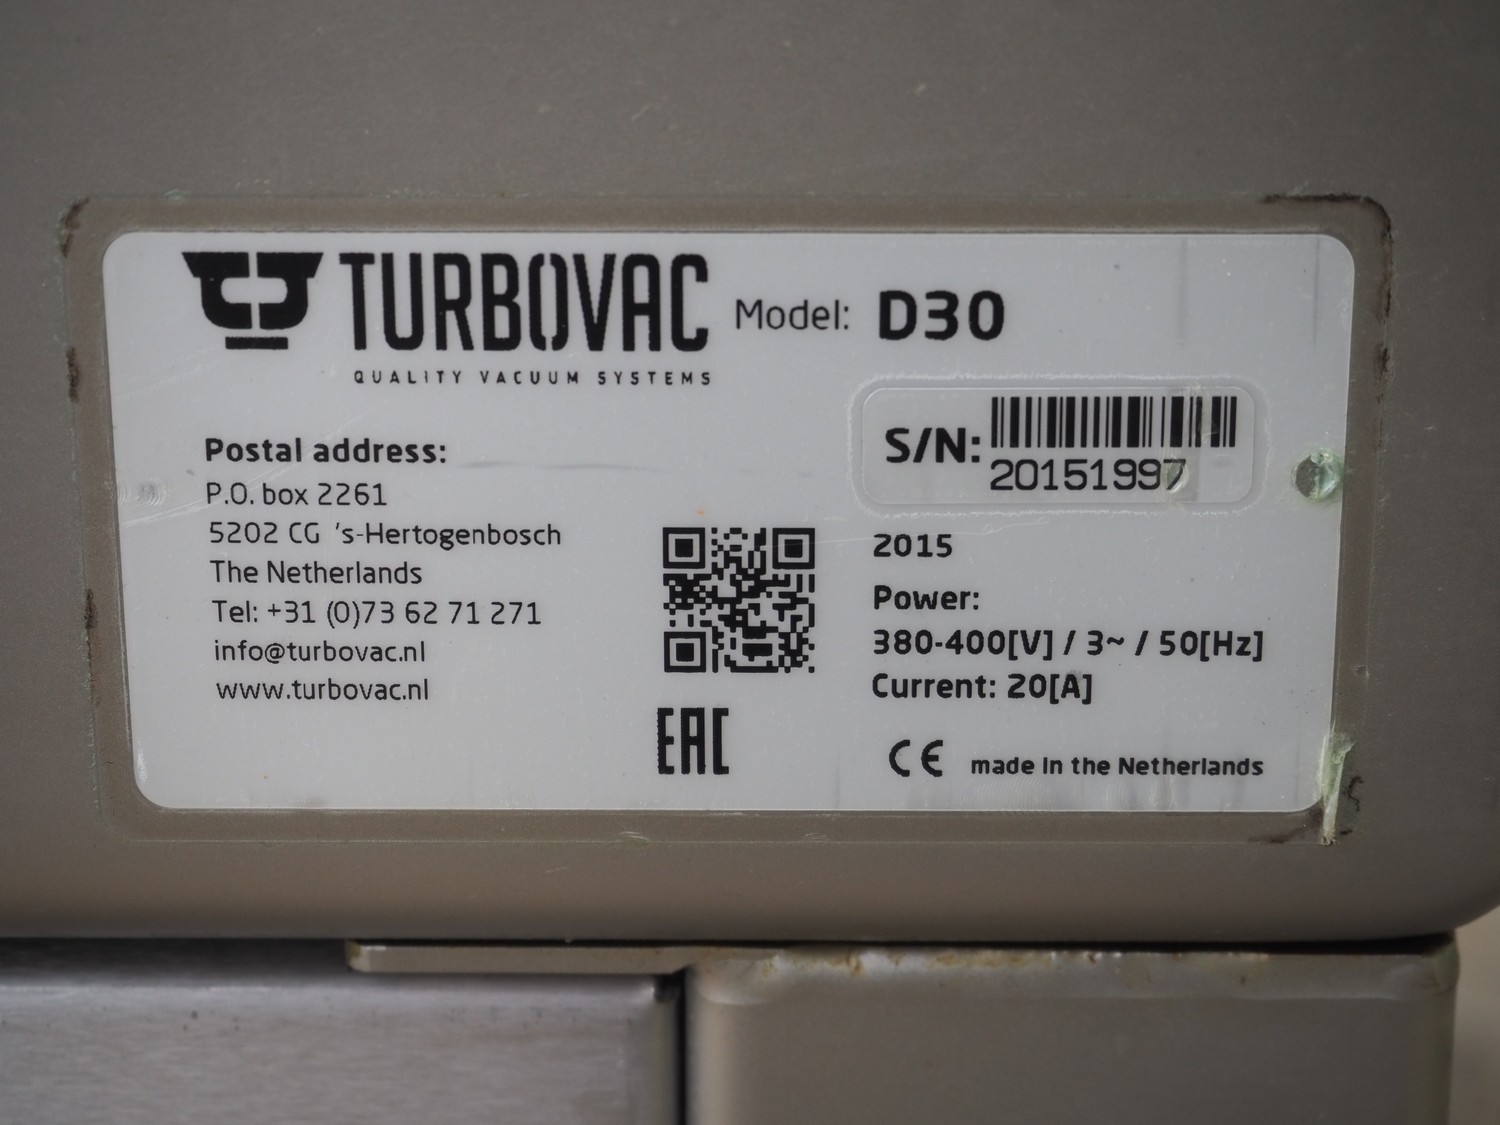 TURBOVAC
QUALITY VACUUM SYSTEMS
Model: D30
S/N:
20151997
Postal address:
P.O. box 2261
5202 CG 's-Hertogenbosch
The Netherlands
Tel: +31 (0)73 62 71 271
info@turbovac.nl
www.turbovac.nl
EAC
2015
Power:
380-400[V] / 3~ / 50[Hz]
Current: 20[A]
CE made in the Netherlands